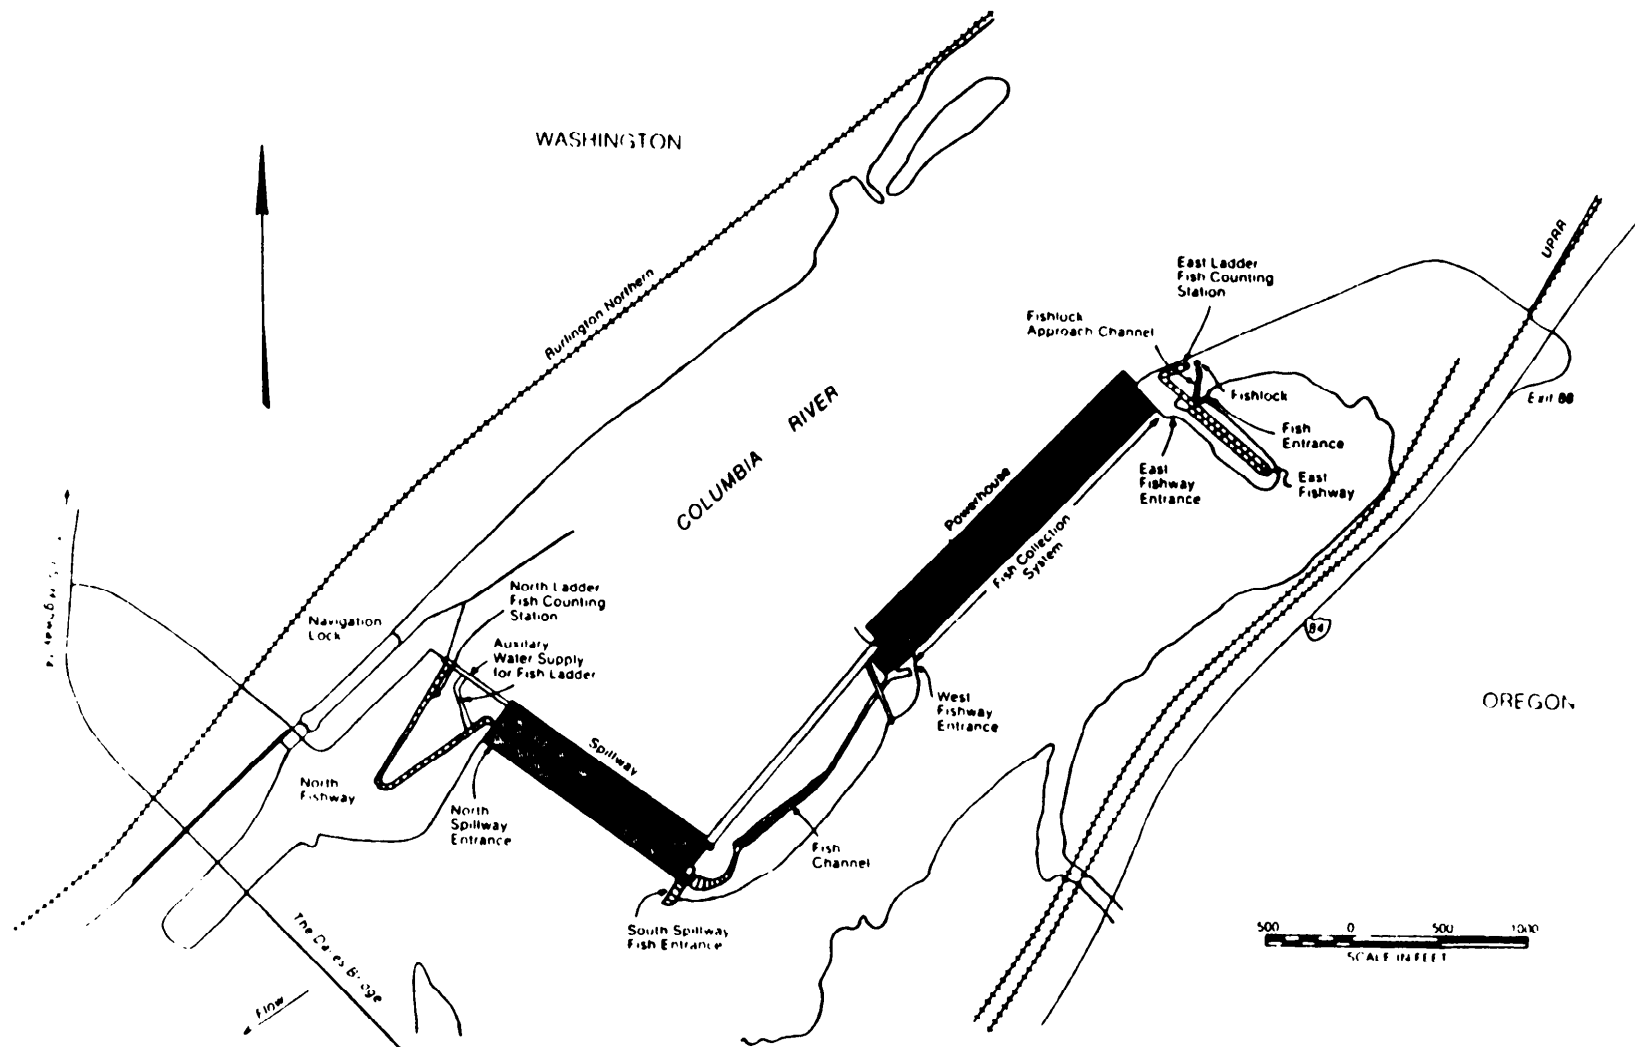 WASHINGTON
UPRR
East Ladder
Fish Counting
Station
Fishlock
Approach Channel
Burlington Northern
RIVER
COLUMBIA
Fishlock
Exit 88
Fish
Entrance
East
Fishway
Entrance
East
Fishway
Powerhouse
Fish Collection
System
North Ladder
Fish Counting
Station
Navigation
Lock
Auxiliary
Water Supply
for Fish Ladder
84
West
Fishway
Entrance
OREGON
Spillway
North
Fishway
North
Spillway
Entrance
Fish
Channel
South Spillway
Fish Entrance
The Dalles Bridge
Flow
500 0 500 1000
SCALE IN FEET